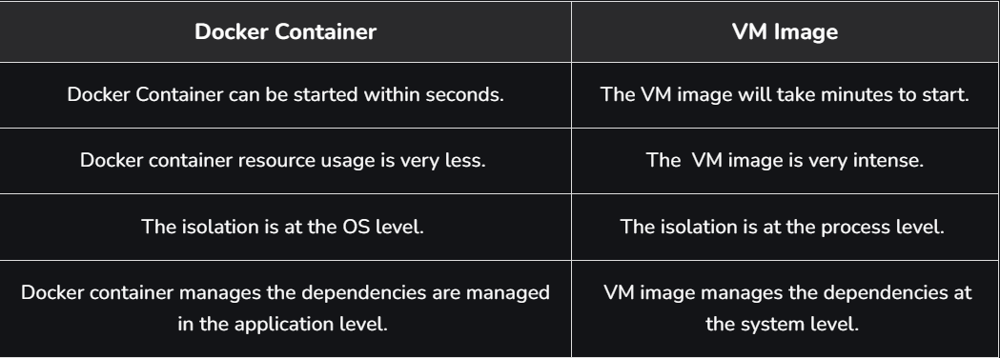 Docker Container
VM Image
Docker Container can be started within seconds.
The VM image will take minutes to start.
Docker container resource usage is very less.
The  VM image is very intense.
The isolation is at the OS level.
The isolation is at the process level.
Docker container manages the dependencies are managed
in the application level.
VM image manages the dependencies at
the system level.